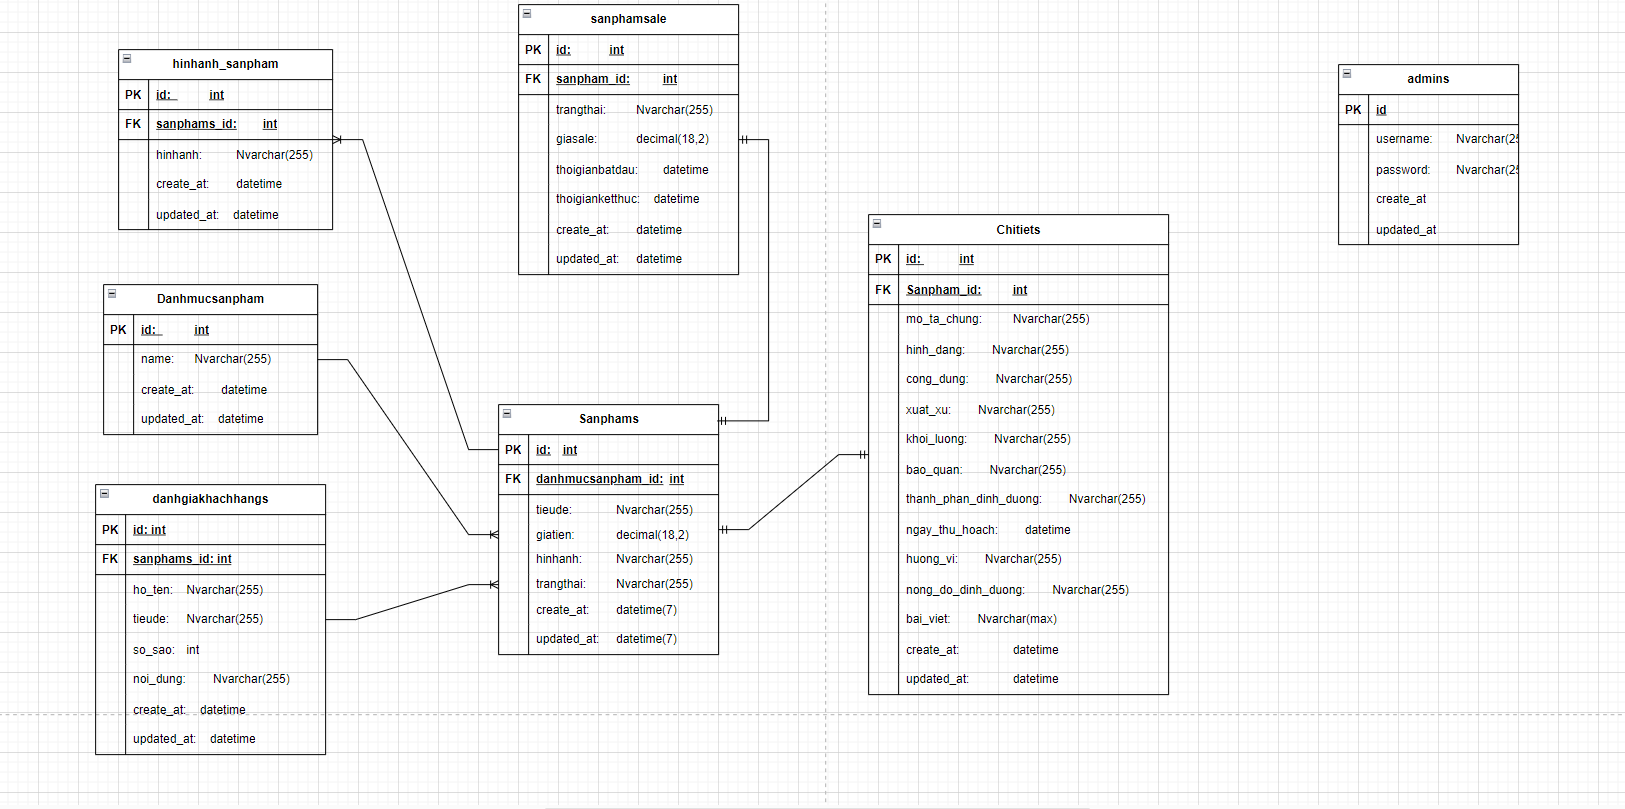 sanphamsale
PK id: int
FK sanpham_id: int
trangthai: Nvarchar(255)
giasale: decimal(18,2)
thoigianbatdau: datetime
thoigianketthuc: datetime
create_at: datetime
updated_at: datetime
hinhanh_sanpham
PK id: int
FK sanphams_id: int
hinhanh: Nvarchar(255)
create_at: datetime
updated_at: datetime
admins
PK id
username: Nvarchar(25
password: Nvarchar(25
create_at
updated_at
Chitiets
PK id: int
FK Sanpham_id: int
mo_ta_chung: Nvarchar(255)
hinh_dang: Nvarchar(255)
cong_dung: Nvarchar(255)
xuat_xu: Nvarchar(255)
khoi_luong: Nvarchar(255)
bao_quan: Nvarchar(255)
thanh_phan_dinh_duong: Nvarchar(255)
ngay_thu_hoach: datetime
huong_vi: Nvarchar(255)
nong_do_dinh_duong: Nvarchar(255)
bai_viet: Nvarchar(max)
create_at: datetime
updated_at: datetime
Danhmucsanpham
PK id: int
name: Nvarchar(255)
create_at: datetime
updated_at: datetime
Sanphams
PK id: int
FK danhmucsanpham_id: int
tieude: Nvarchar(255)
giatien: decimal(18,2)
hinhanh: Nvarchar(255)
trangthai: Nvarchar(255)
create_at: datetime(7)
updated_at: datetime(7)
danhgiakhachhangs
PK id: int
FK sanphams_id: int
ho_ten: Nvarchar(255)
tieude: Nvarchar(255)
so_sao: int
noi_dung: Nvarchar(255)
create_at: datetime
updated_at: datetime